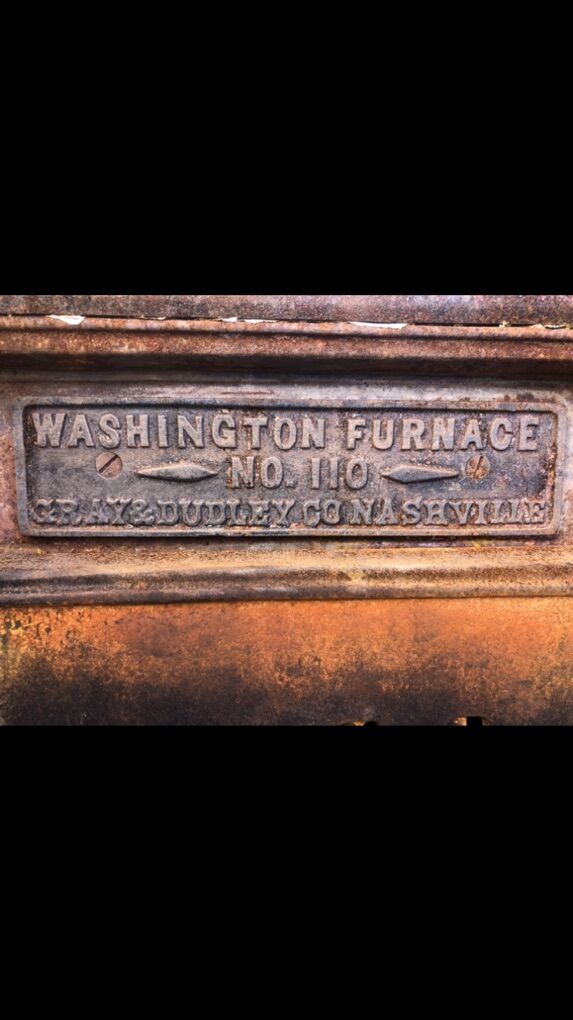 WASHINGTON FURNACE
NO. 110
GRAY & DUDLEY CO NASHVILLE